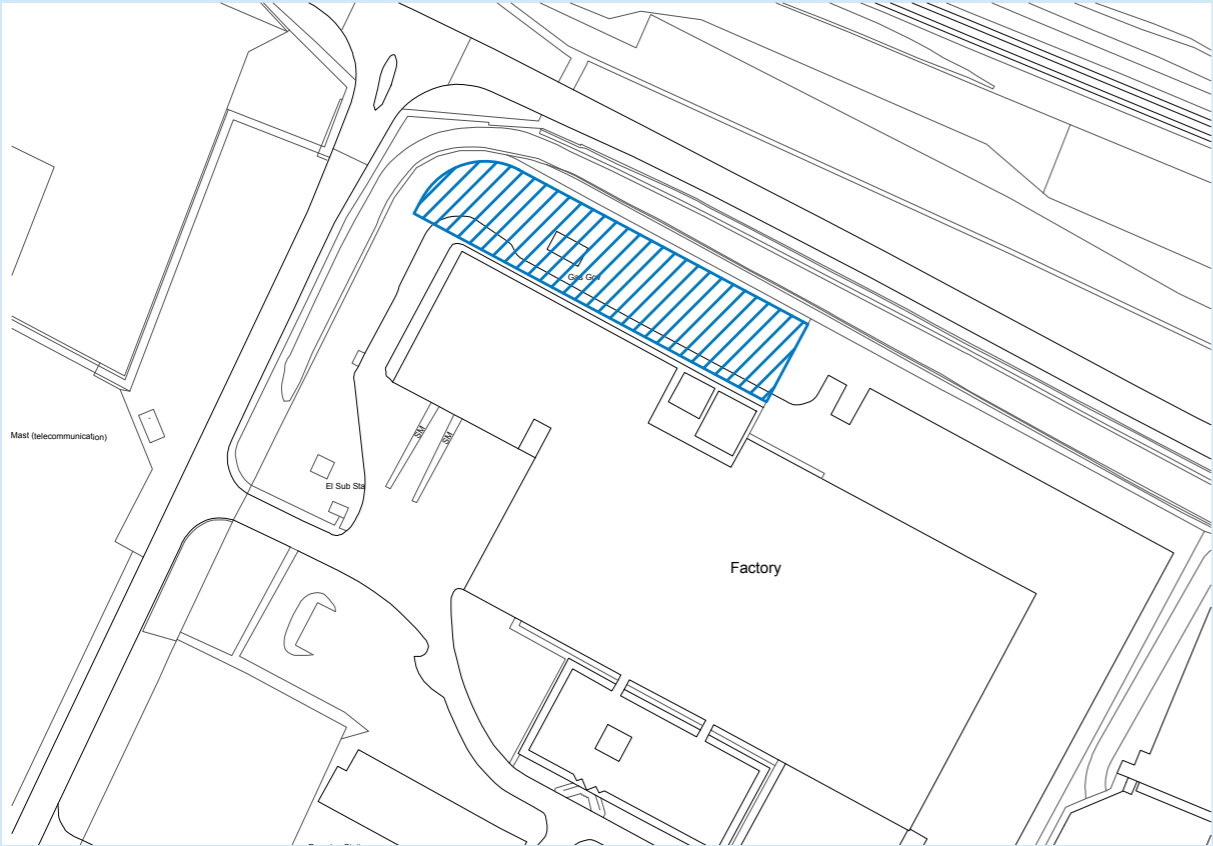 Gas Gov
Mast (telecommunication)
SM
SM
El Sub Sta
Factory